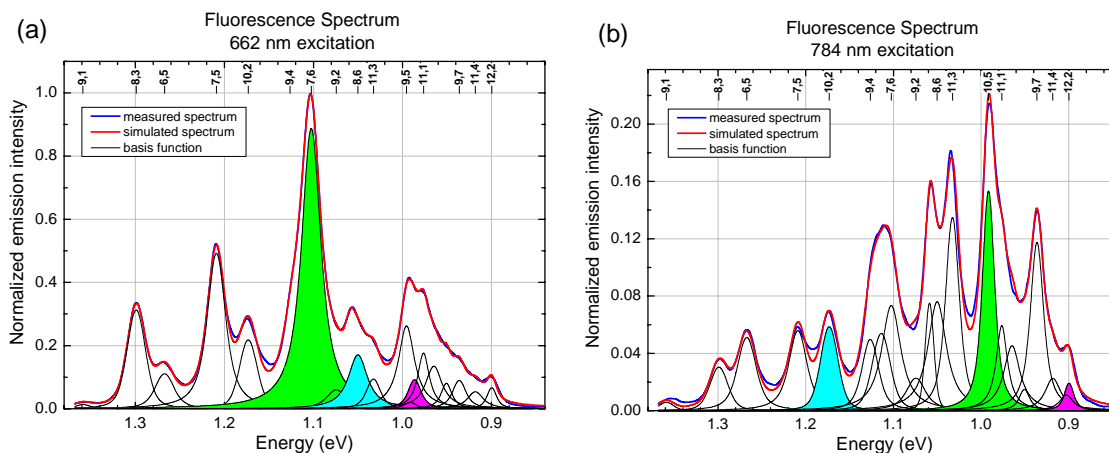 (a)
Fluorescence Spectrum
662 nm excitation
9,1
8,3
6,5
7,5
10,2
9,4
7,6
9,2
8,6
11,3
9,5
11,1
9,7
11,4
12,2
measured spectrum
simulated spectrum
basis function
Normalized emission intensity
1.0
0.8
0.6
0.4
0.2
0.0
1.3 1.2 1.1 1.0 0.9
Energy (eV)
(b)
Fluorescence Spectrum
784 nm excitation
9,1
8,3
6,5
7,5
10,2
9,4
7,6
9,2
8,6
11,3
10,5
11,1
9,7
11,4
12,2
measured spectrum
simulated spectrum
basis function
Normalized emission intensity
0.20
0.16
0.12
0.08
0.04
0.00
1.3 1.2 1.1 1.0 0.9
Energy (eV)